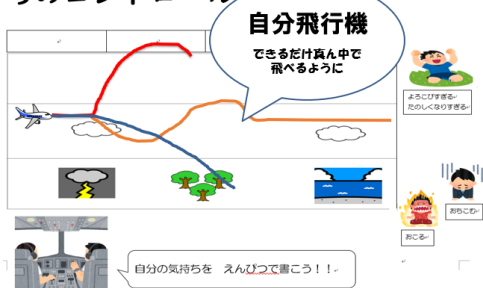 自分飛行機
できるだけ真ん中で
飛べるように
よろこびすぎる
たのしくなりすぎる
おちこむ
おこる
自分の気持ちを　えんぴつで書こう！！